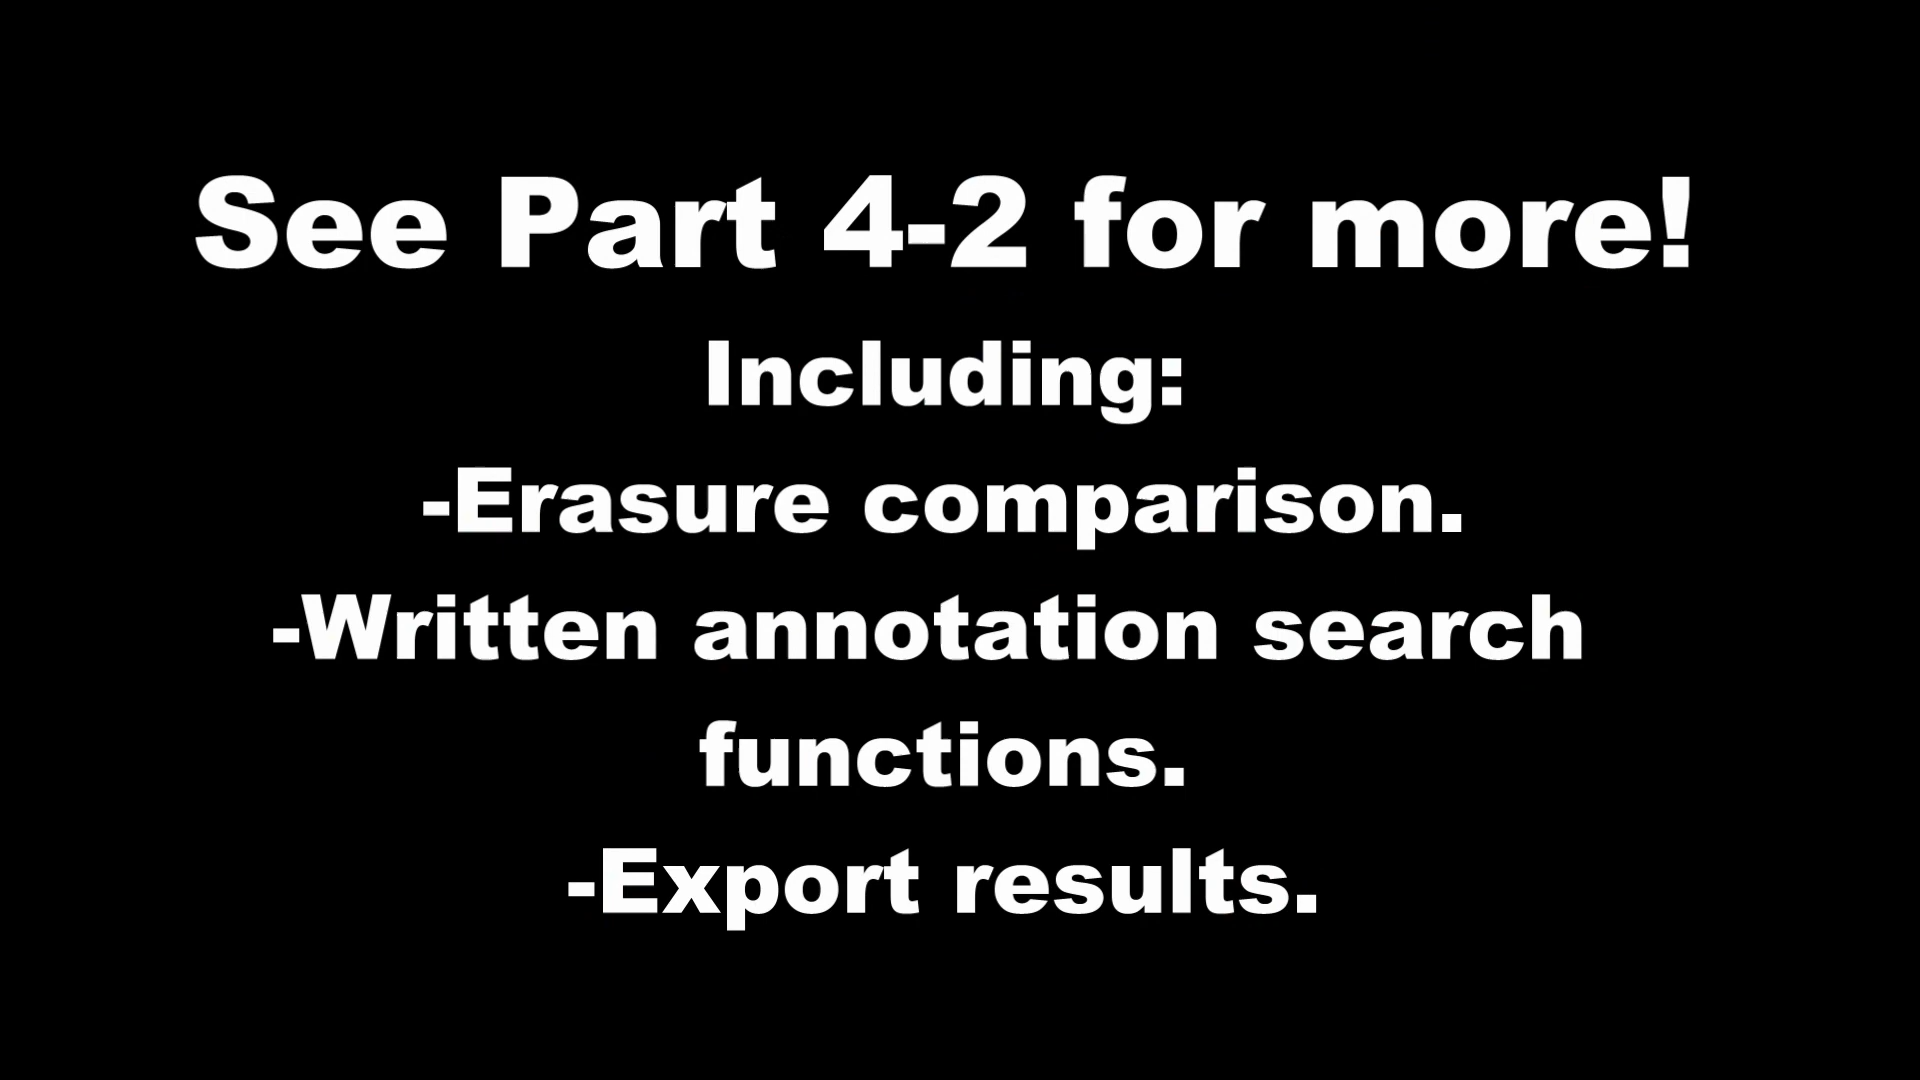 See Part 4-2 for more!
Including:
-Erasure comparison.
-Written annotation search
functions.
-Export results.